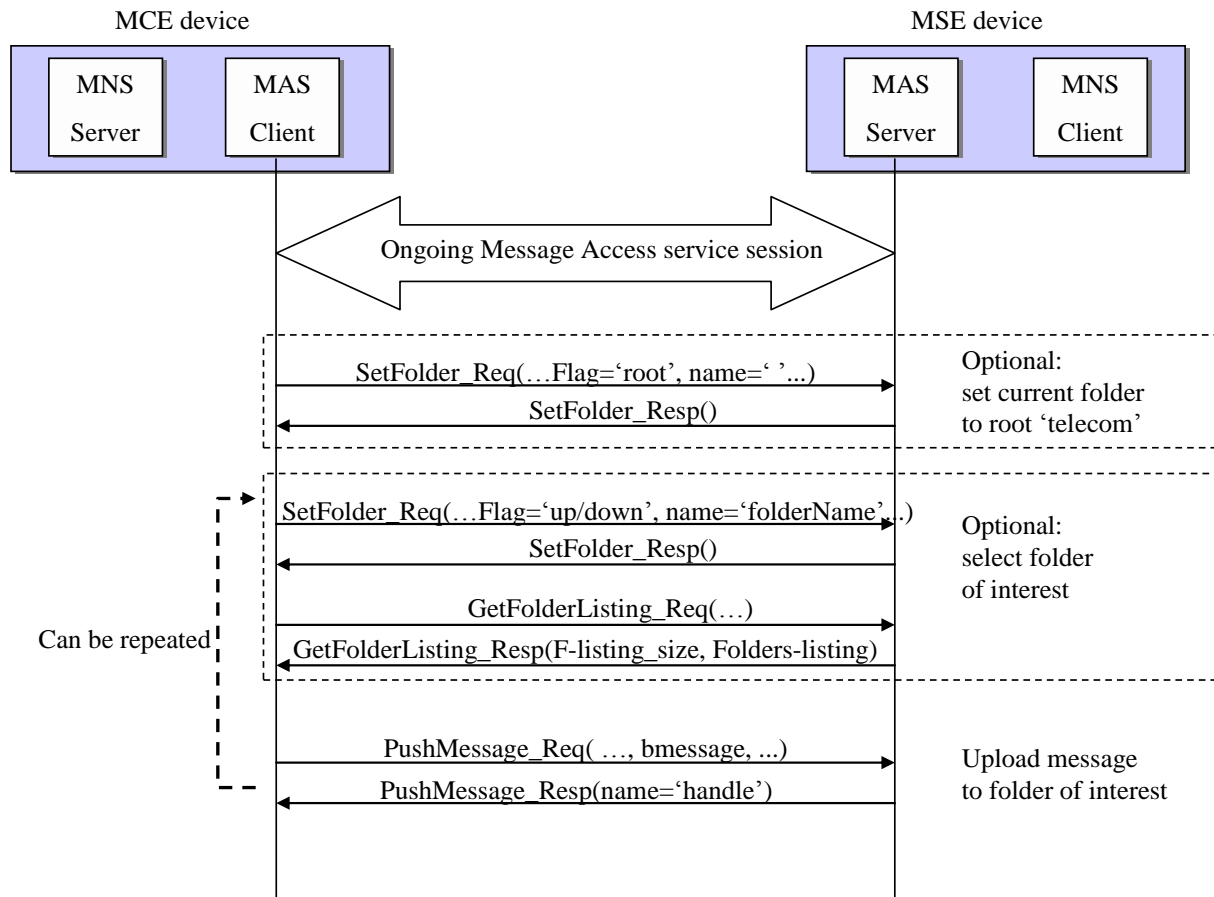 MCE device
MSE device
MNS
Server
MAS
Client
MAS
Server
MNS
Client
Ongoing Message Access service session
SetFolder_Req(…Flag=‘root’, name=‘ ’...)
SetFolder_Resp()
Optional:
set current folder
to root ‘telecom’
SetFolder_Req(…Flag=‘up/down’, name=‘folderName’...)
SetFolder_Resp()
Optional:
select folder
of interest
GetFolderListing_Req(…)
GetFolderListing_Resp(F-listing_size, Folders-listing)
Can be repeated
PushMessage_Req( …, bmessage, ...)
PushMessage_Resp(name=‘handle’)
Upload message
to folder of interest